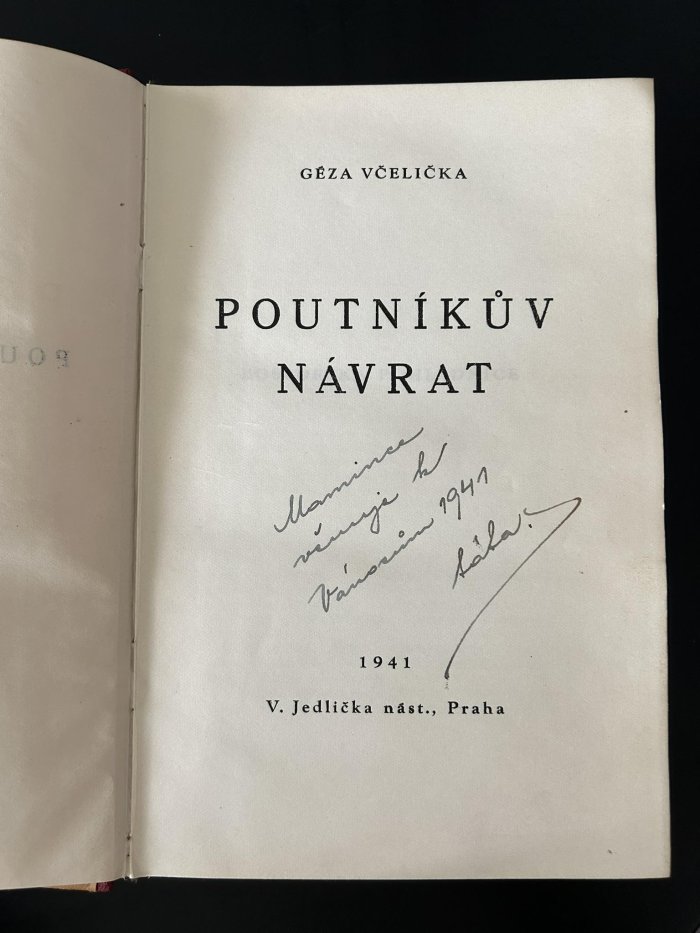 GÉZA VČELIČKA
POUTNÍKŮV
NÁVRAT
Mamince
věnuje k
Vánocům 1941
1941
V. Jedlička nást., Praha